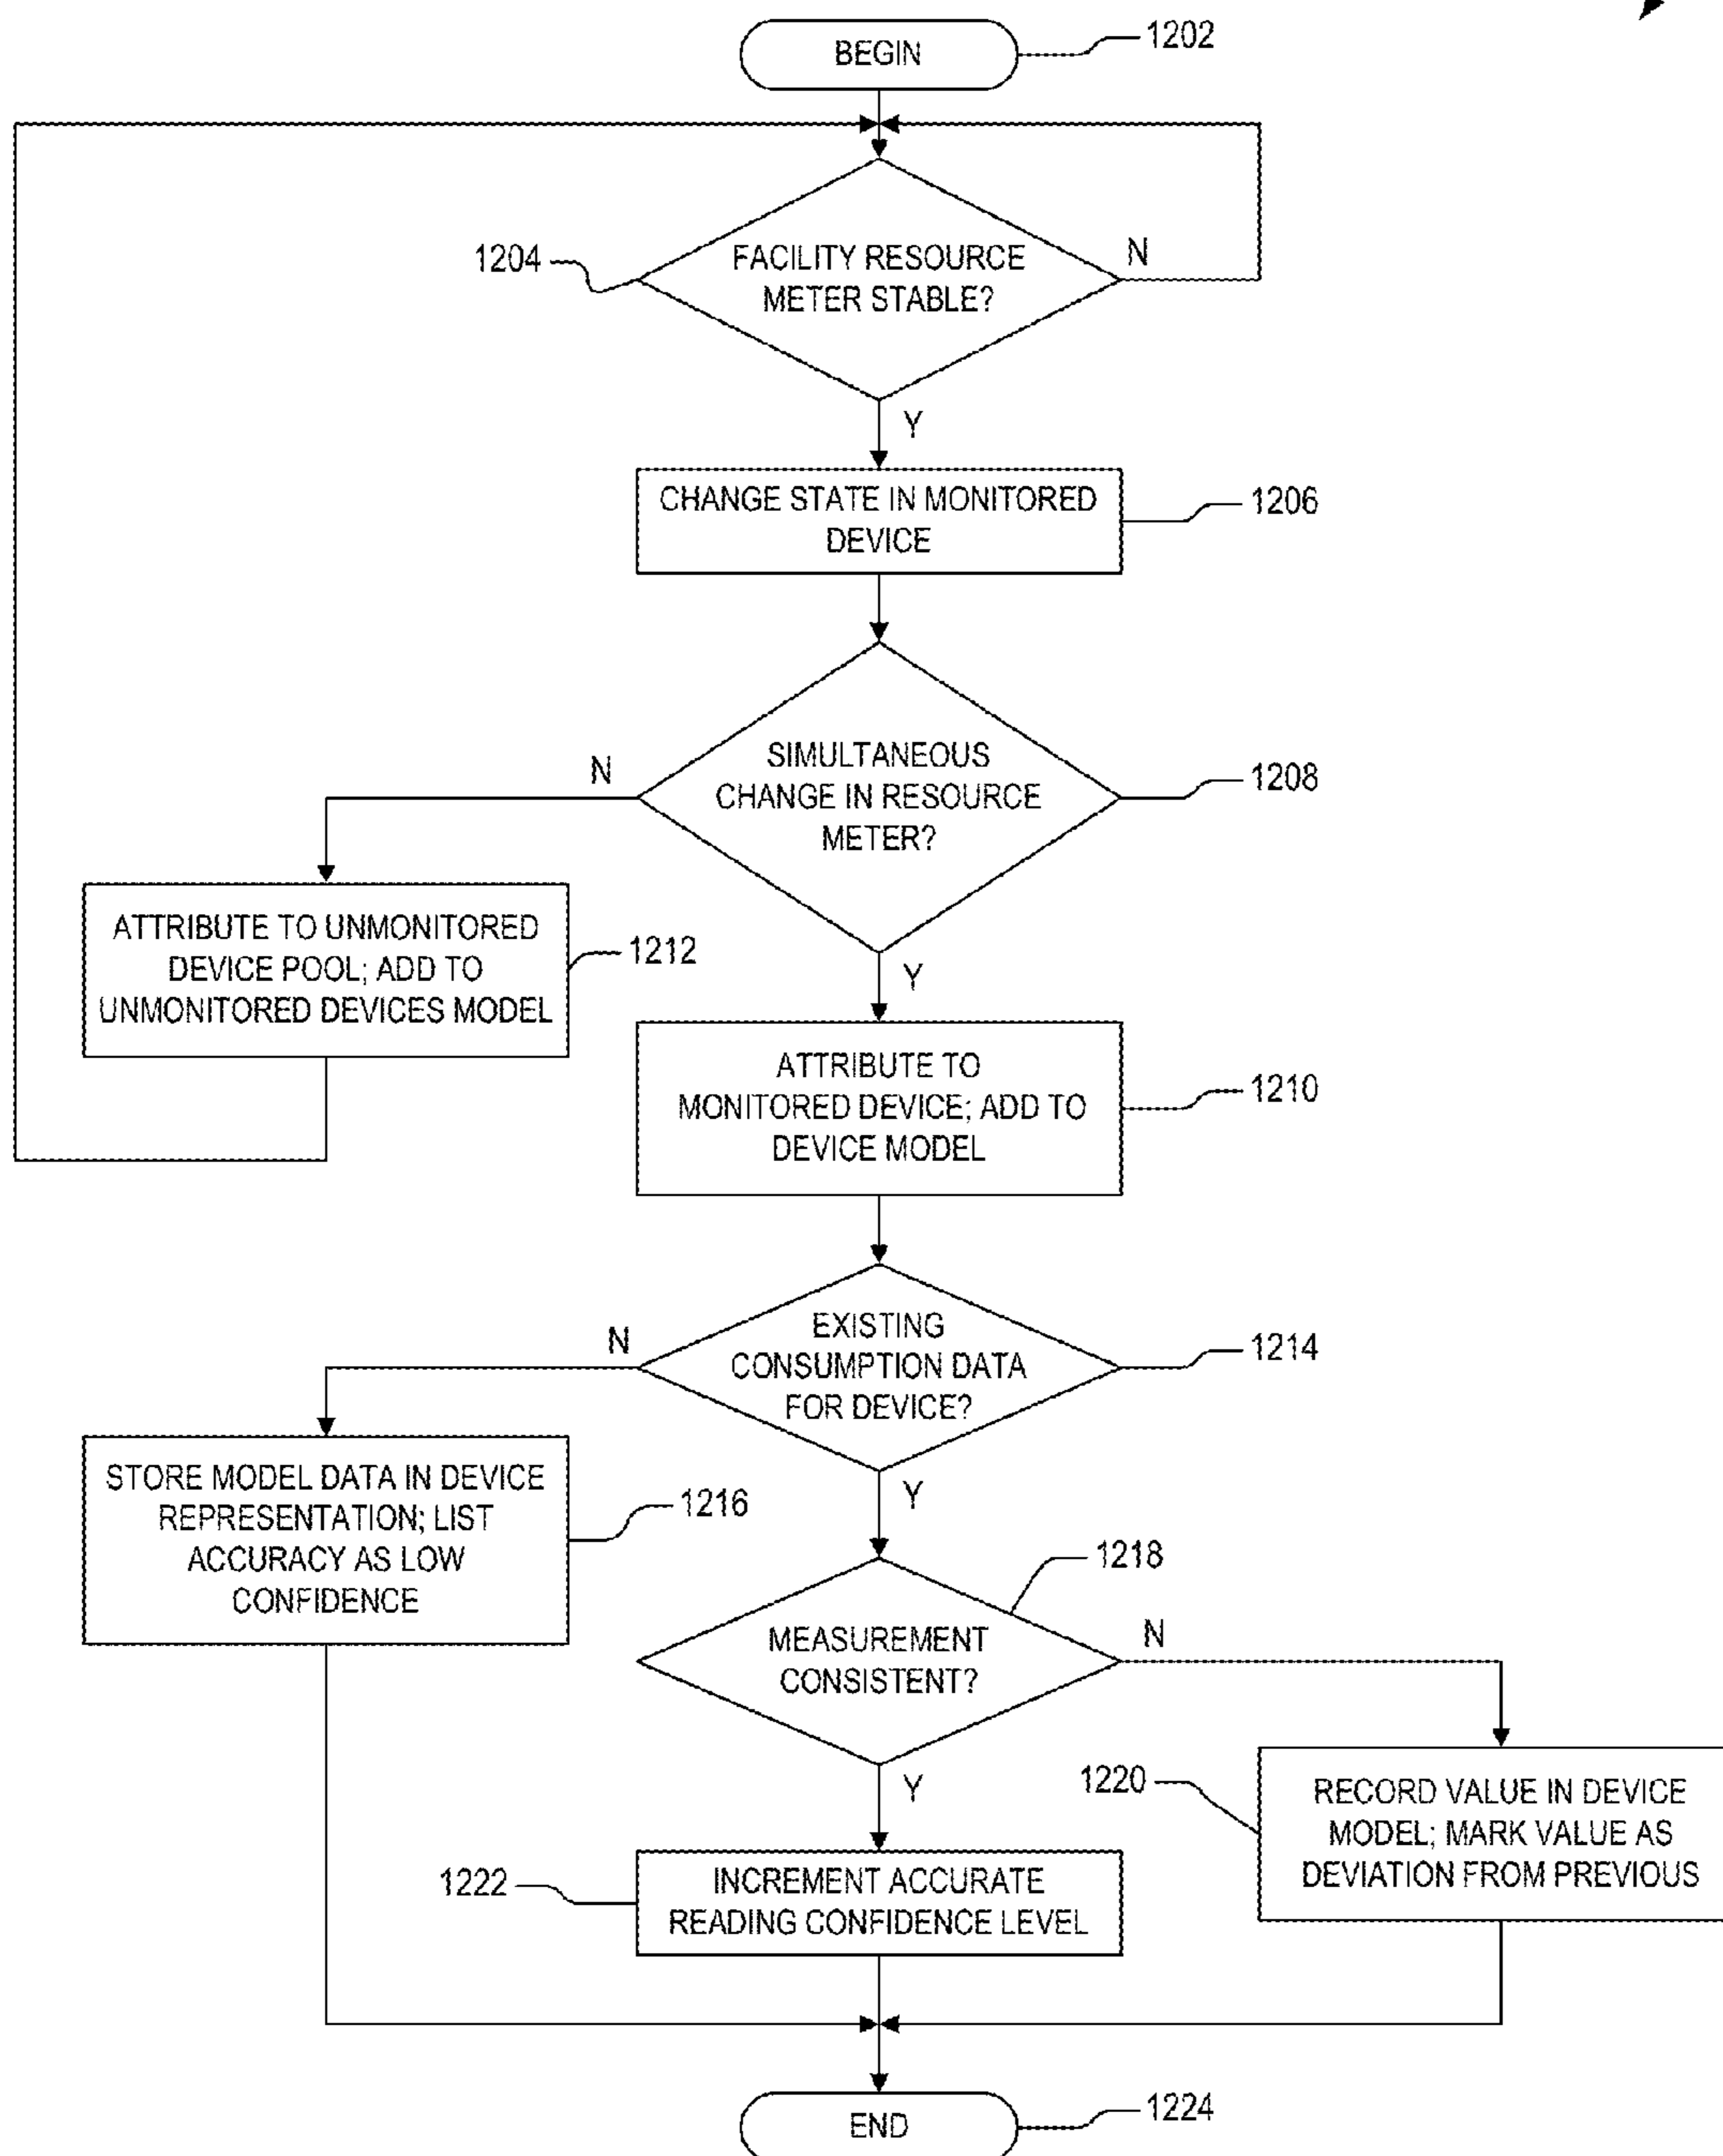 BEGIN
1202
1204
FACILITY RESOURCE
METER STABLE?
N
Y
CHANGE STATE IN MONITORED
DEVICE
1206
SIMULTANEOUS
CHANGE IN RESOURCE
METER?
N
1208
Y
ATTRIBUTE TO UNMONITORED
DEVICE POOL; ADD TO
UNMONITORED DEVICES MODEL
1212
ATTRIBUTE TO
MONITORED DEVICE; ADD TO
DEVICE MODEL
1210
EXISTING
CONSUMPTION DATA
FOR DEVICE?
N
1214
Y
STORE MODEL DATA IN DEVICE
REPRESENTATION; LIST
ACCURACY AS LOW
CONFIDENCE
1216
1218
MEASUREMENT
CONSISTENT?
N
Y
1220
RECORD VALUE IN DEVICE
MODEL; MARK VALUE AS
DEVIATION FROM PREVIOUS
1222
INCREMENT ACCURATE
READING CONFIDENCE LEVEL
END
1224